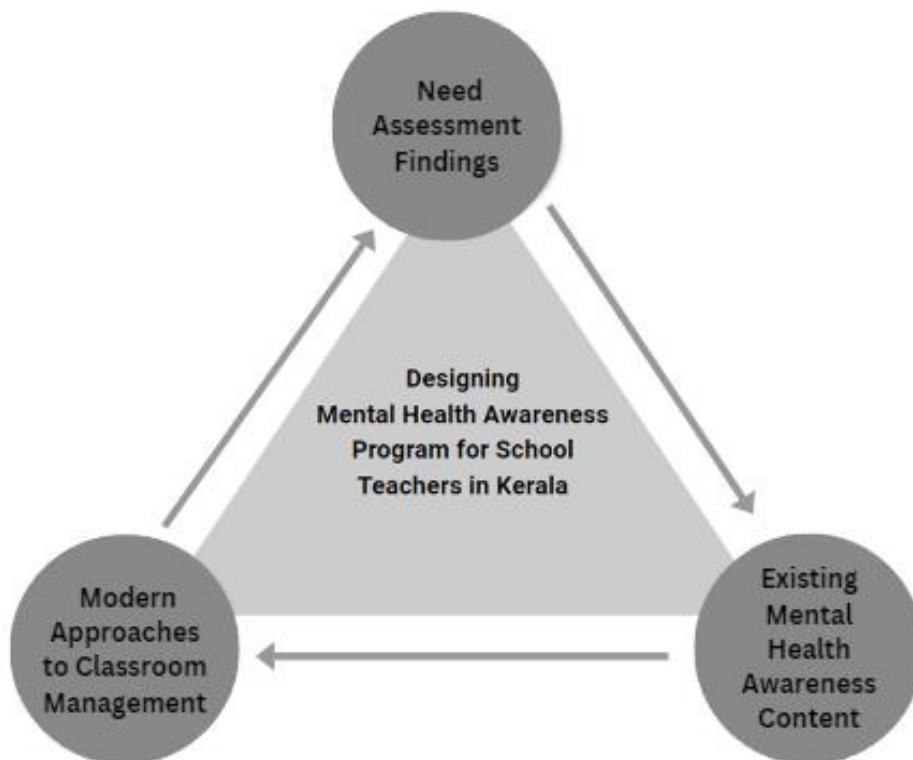 Need
Assessment
Findings
Designing
Mental Health Awareness
Program for School
Teachers in Kerala
Modern
Approaches
to Classroom
Management
Existing
Mental
Health
Awareness
Content